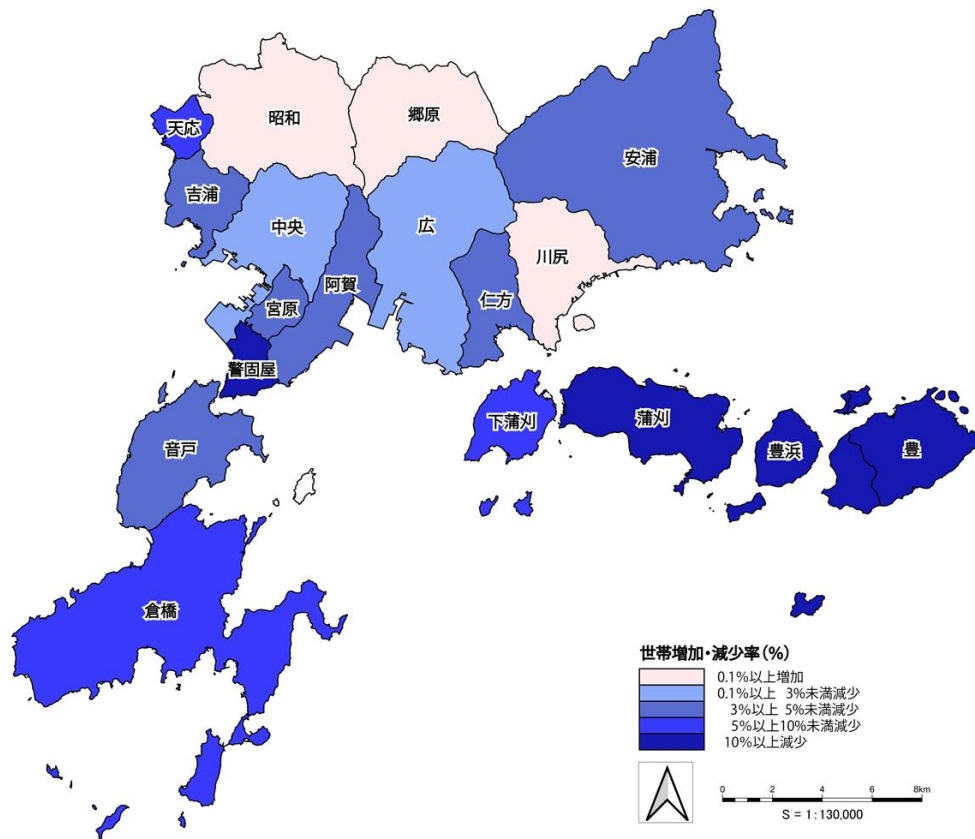 昭和
郷原
天応
安浦
吉浦
中央
広
川尻
阿賀
仁方
宮原
警固屋
下蒲刈
蒲刈
豊浜
豊
音戸
倉橋
世帯増加・減少率(%)
0.1%以上増加
0.1%以上 3%未満減少
3%以上 5%未満減少
5%以上10%未満減少
10%以上減少
0 2 4 6 8km
S = 1:130,000